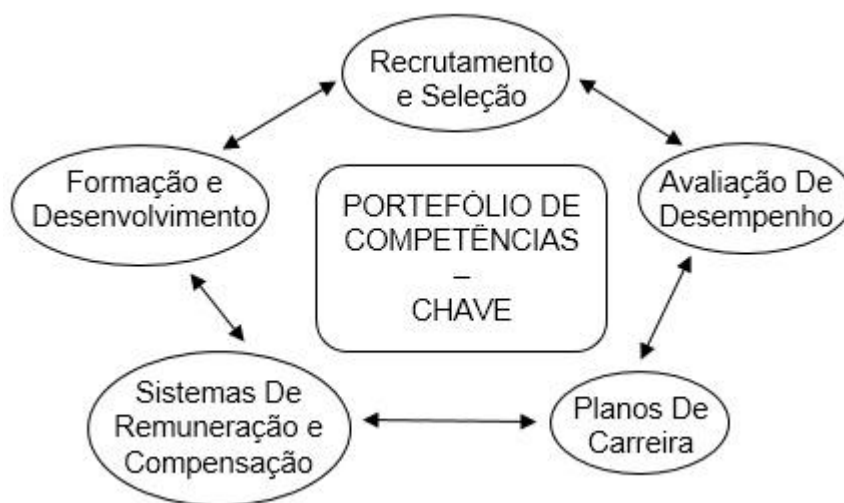 Recrutamento
e Seleção
Formação e
Desenvolvimento
Avaliação De
Desempenho
PORTEFÓLIO DE
COMPETÊNCIAS
–
CHAVE
Sistemas De
Remuneração e
Compensação
Planos De
Carreira